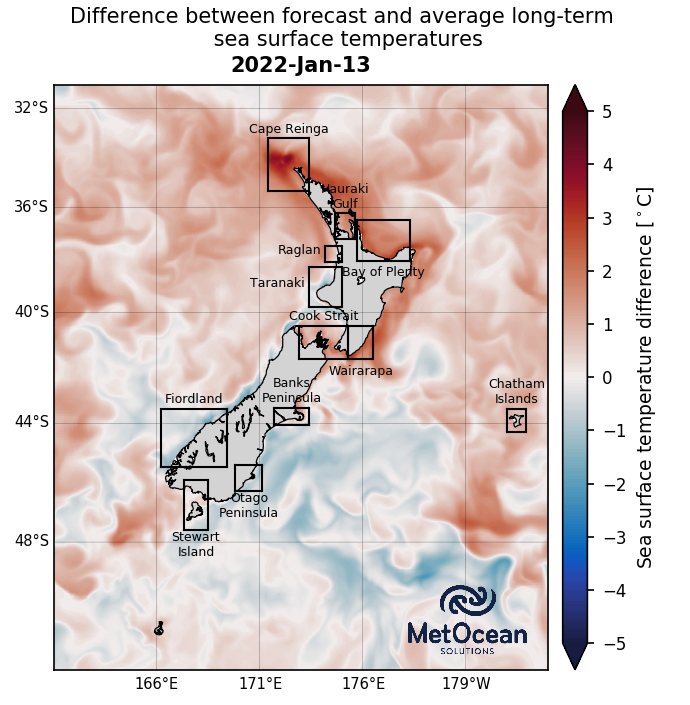 Difference between forecast and average long-term
sea surface temperatures
2022-Jan-13
32°S
36°S
40°S
44°S
48°S
166°E
171°E
176°E
179°W
Cape Reinga
Hauraki
Gulf
Raglan
Bay of Plenty
Taranaki
Cook Strait
Wairarapa
Banks
Peninsula
Fiordland
Chatham
Islands
Otago
Peninsula
Stewart
Island
MetOcean
SOLUTIONS
5
4
3
2
1
0
−1
−2
−3
−4
−5
Sea surface temperature difference [°C]